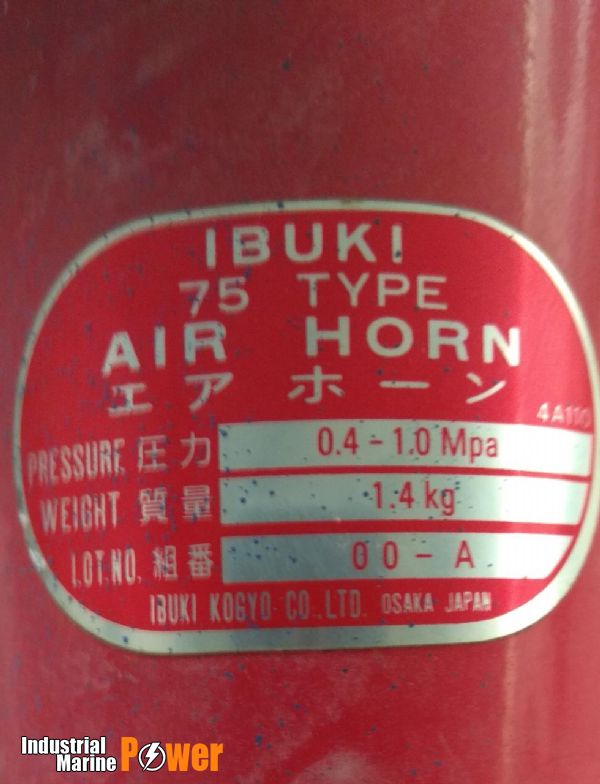 IBUKI
75 TYPE
AIR HORN
エアホーン
PRESSURE 圧力 0.4-1.0 Mpa
WEIGHT 質量 1.4 kg
LOT.NO. 組番 00-A
IBUKI KOGYO CO.,LTD. OSAKA JAPAN
Industrial
Marine Power